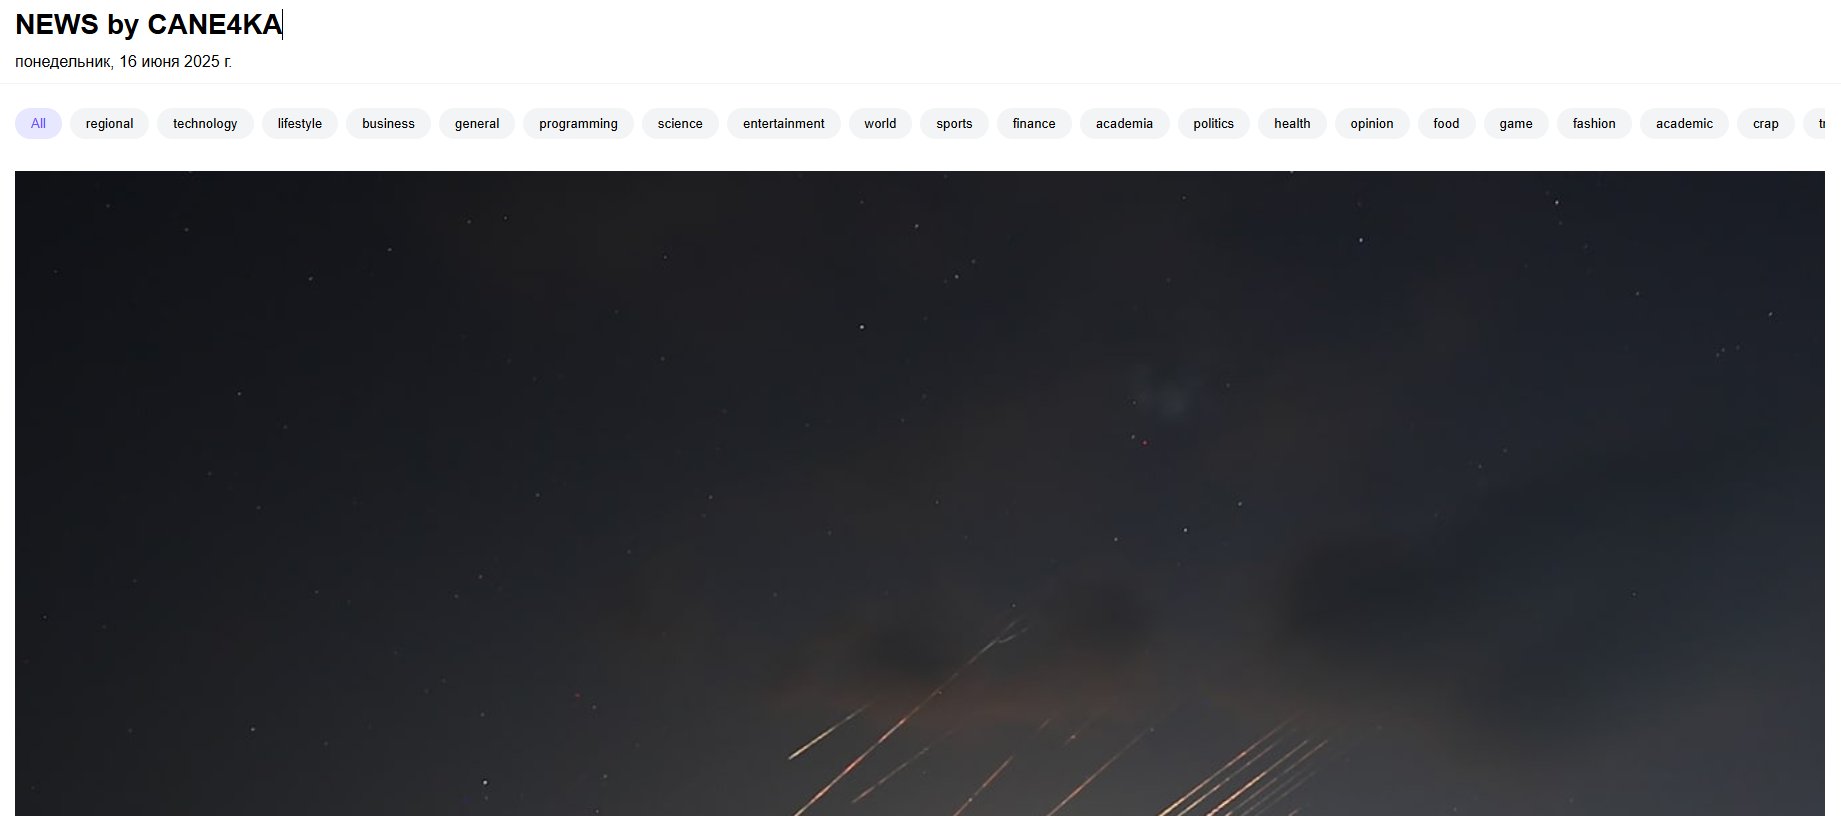 NEWS by CANE4KA
понедельник, 16 июня 2025 г.
All regional technology lifestyle business general programming science entertainment world sports finance academia politics health opinion food game fashion academic crap